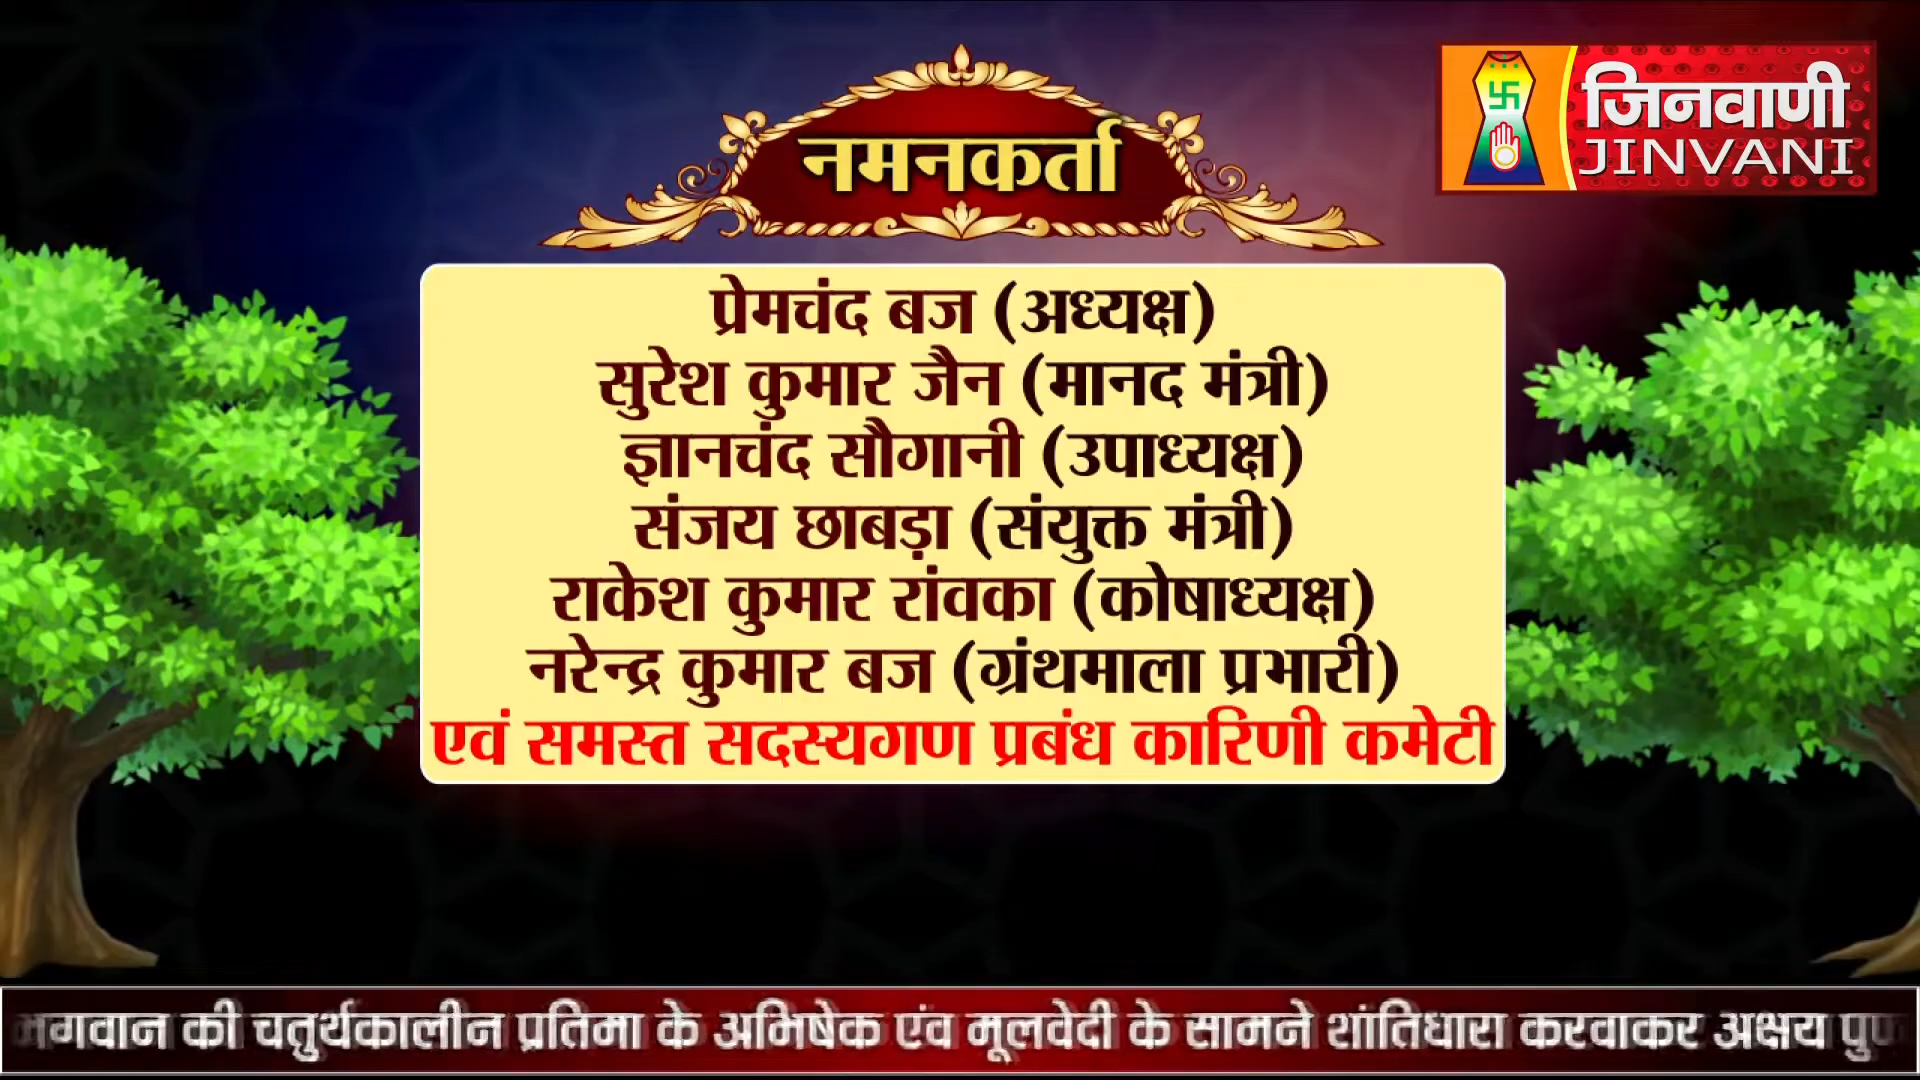 नमनकर्ता
जिनवाणी
JINVANI
प्रेमचंद बज (अध्यक्ष)
सुरेश कुमार जैन (मानद मंत्री)
ज्ञानचंद सौगानी (उपाध्यक्ष)
संजय छाबड़ा (संयुक्त मंत्री)
राकेश कुमार रांवका (कोषाध्यक्ष)
नरेन्द्र कुमार बज (ग्रंथमाला प्रभारी)
एवं समस्त सदस्यगण प्रबंध कारिणी कमेटी
भगवान की चतुर्थकालीन प्रतिमा के अभिषेक एंव मूलवेदी के सामने शांतिधारा करवाकर अक्षय